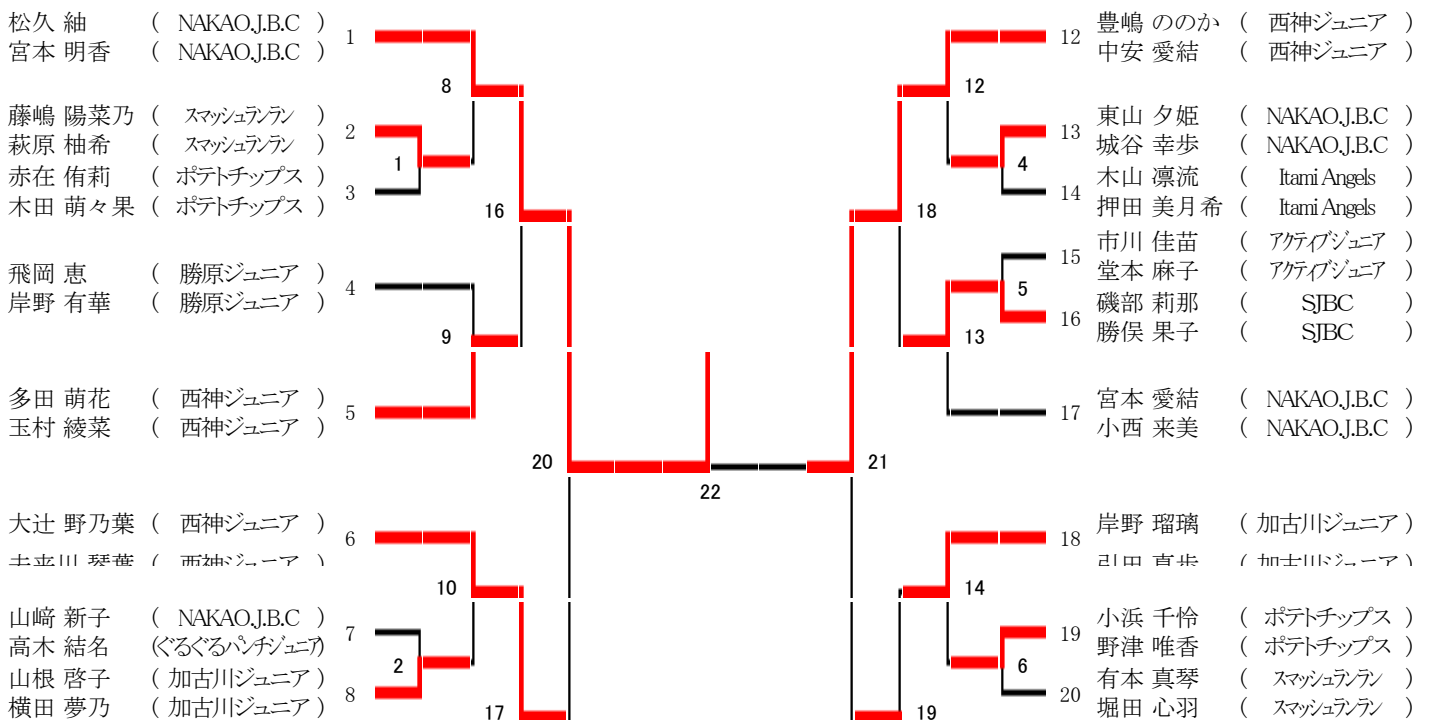 松久 紬 ( NAKAO.J.B.C ) 1
宮本 明香 ( NAKAO.J.B.C )
8
藤嶋 陽菜乃 ( スマッシュランラン ) 2
萩原 柚希 ( スマッシュランラン )
1
赤在 侑莉 ( ポテトチップス ) 3
木田 萌々果 ( ポテトチップス )
16
飛岡 恵 ( 勝原ジュニア ) 4
岸野 有華 ( 勝原ジュニア )
9
多田 萌花 ( 西神ジュニア ) 5
玉村 綾菜 ( 西神ジュニア )
20
22
21
大辻 野乃葉 ( 西神ジュニア ) 6
( 西神ジュニア )
10
山﨑 新子 ( NAKAO.J.B.C ) 7
高木 結名 (ぐるぐるパンチジュニア)
2
山根 啓子 ( 加古川ジュニア ) 8
横田 夢乃 ( 加古川ジュニア )
17
12 豊嶋 ののか ( 西神ジュニア )
中安 愛結 ( 西神ジュニア )
12
13 東山 夕姫 ( NAKAO.J.B.C )
城谷 幸歩 ( NAKAO.J.B.C )
4
14 木山 凛流 ( Itami Angels )
押田 美月希 ( Itami Angels )
18
15 市川 佳苗 ( アクティブジュニア )
堂本 麻子 ( アクティブジュニア )
5
16 磯部 莉那 ( SJBC )
勝俣 果子 ( SJBC )
13
17 宮本 愛結 ( NAKAO.J.B.C )
小西 来美 ( NAKAO.J.B.C )
18 岸野 瑠璃 ( 加古川ジュニア )
( 加古川ジュニア )
14
19 小浜 千怜 ( ポテトチップス )
野津 唯香 ( ポテトチップス )
6
20 有本 真琴 ( スマッシュランラン )
堀田 心羽 ( スマッシュランラン )
19